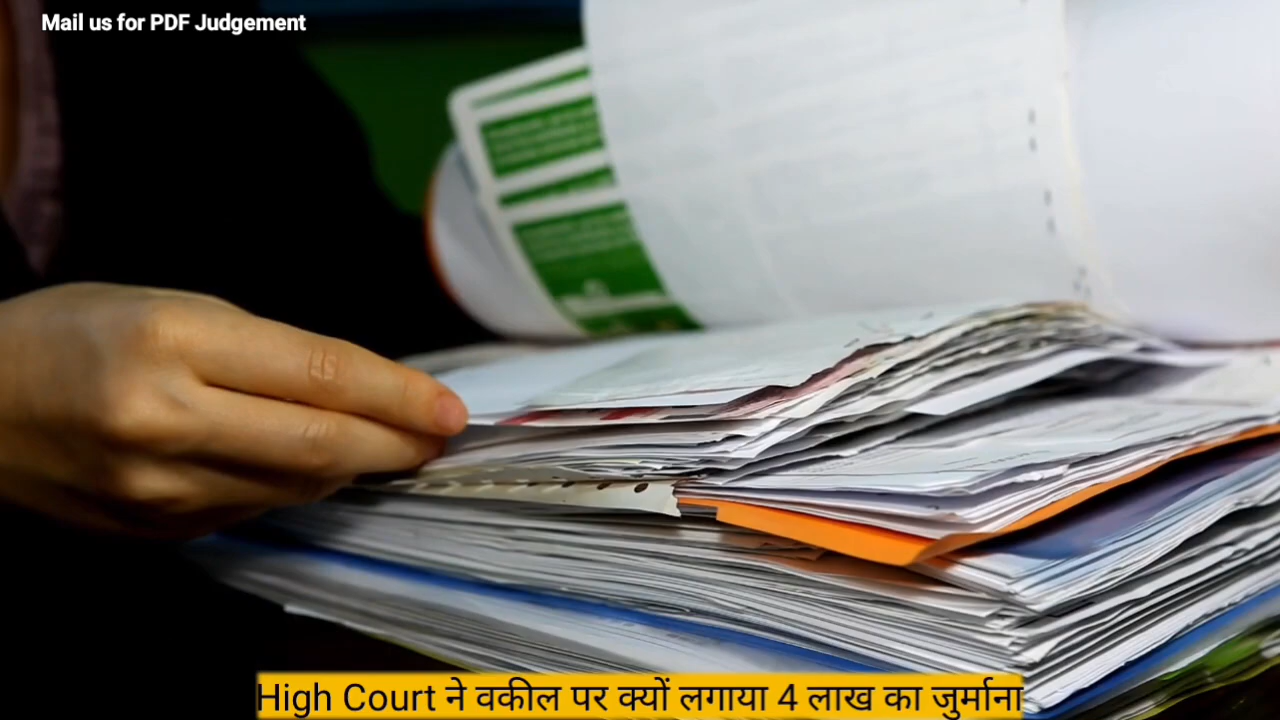 Mail us for PDF Judgement
High Court ने वकील पर क्यों लगाया 4 लाख का जुर्माना